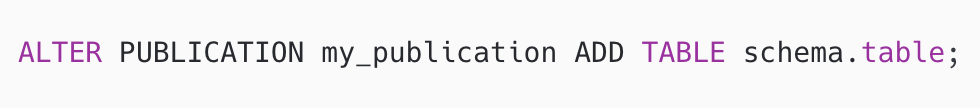 ALTER PUBLICATION my_publication ADD TABLE schema.table;